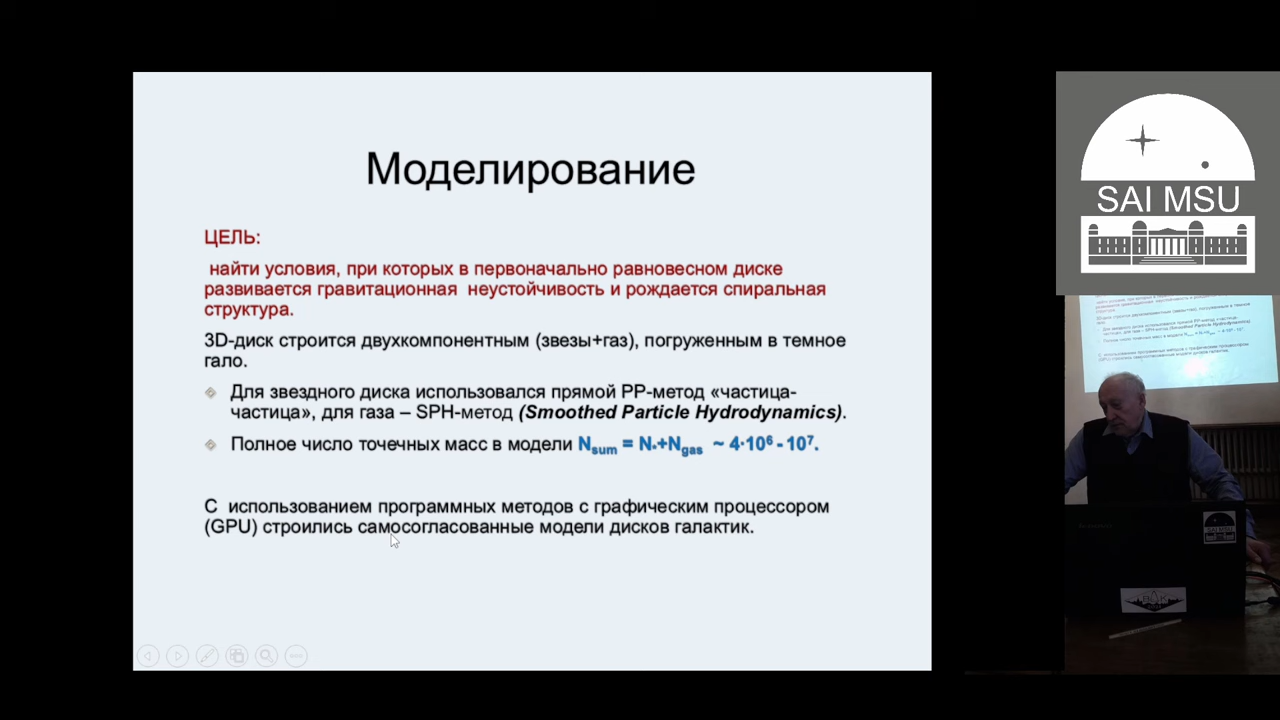 Моделирование
ЦЕЛЬ:
найти условия, при которых в первоначально равновесном диске
развивается гравитационная неустойчивость и рождается спиральная
структура.
3D-диск строится двухкомпонентным (звезды+газ), погруженным в темное
гало.
Для звездного диска использовался прямой PP-метод «частица-
частица», для газа – SPH-метод (Smoothed Particle Hydrodynamics).
Полное число точечных масс в модели Nsum = N*+Ngas ~ 4·10⁶ - 10⁷.
С использованием программных методов с графическим процессором
(GPU) строились самосогласованные модели дисков галактик.
SAI MSU